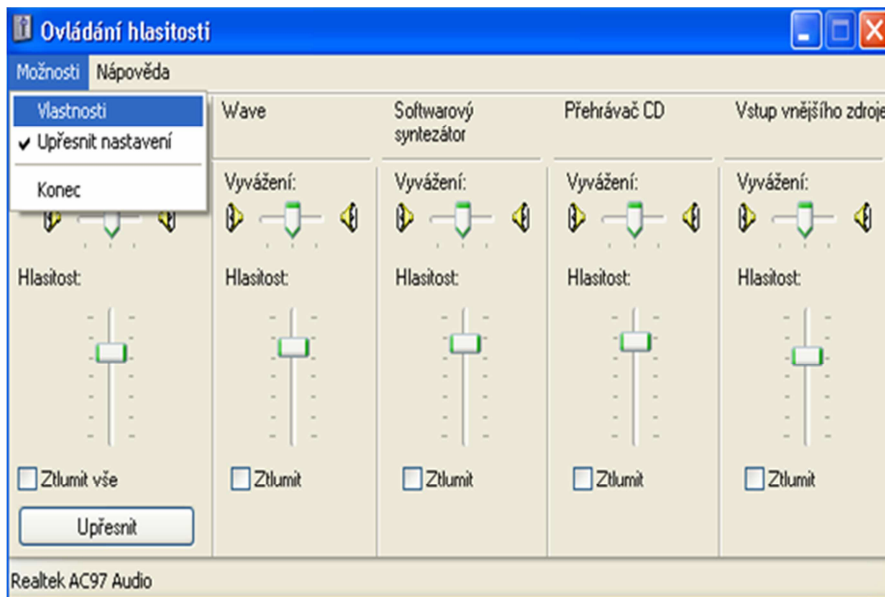 Ovládání hlasitosti
Možnosti Nápověda
Vlastnosti
Upřesnit nastavení
Konec
Wave
Softwarový
syntezátor
Přehrávač CD
Vstup vnějšího zdroje
Vyvážení: Vyvážení: Vyvážení: Vyvážení:
Hlasitost: Hlasitost: Hlasitost: Hlasitost: Hlasitost:
Ztlumit vše Ztlumit Ztlumit Ztlumit Ztlumit
Upřesnit
Realtek AC97 Audio